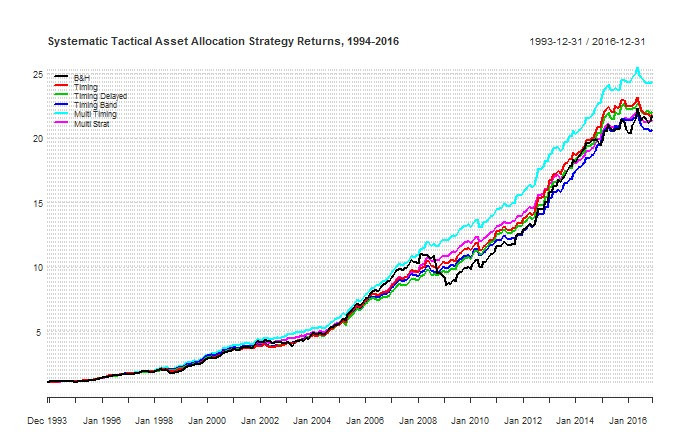 Systematic Tactical Asset Allocation Strategy Returns, 1994-2016 1993-12-31 / 2016-12-31
25
B&H
Timing
Timing Delayed
Timing Band
Multi Timing
Multi Strat
20
15
10
5
Dec 1993 Jan 1996 Jan 1998 Jan 2000 Jan 2002 Jan 2004 Jan 2006 Jan 2008 Jan 2010 Jan 2012 Jan 2014 Jan 2016